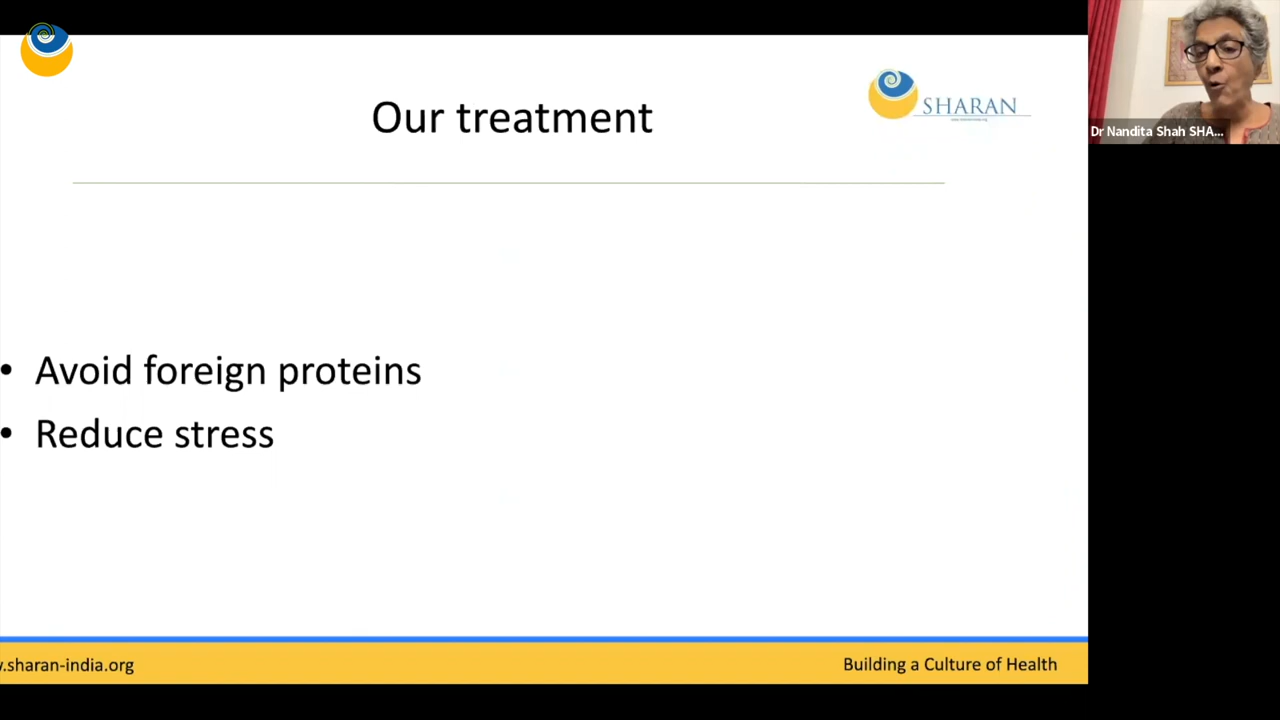 Our treatment
SHARAN
Dr Nandita Shah SHA...
• Avoid foreign proteins
• Reduce stress
.sharan-india.org
Building a Culture of Health